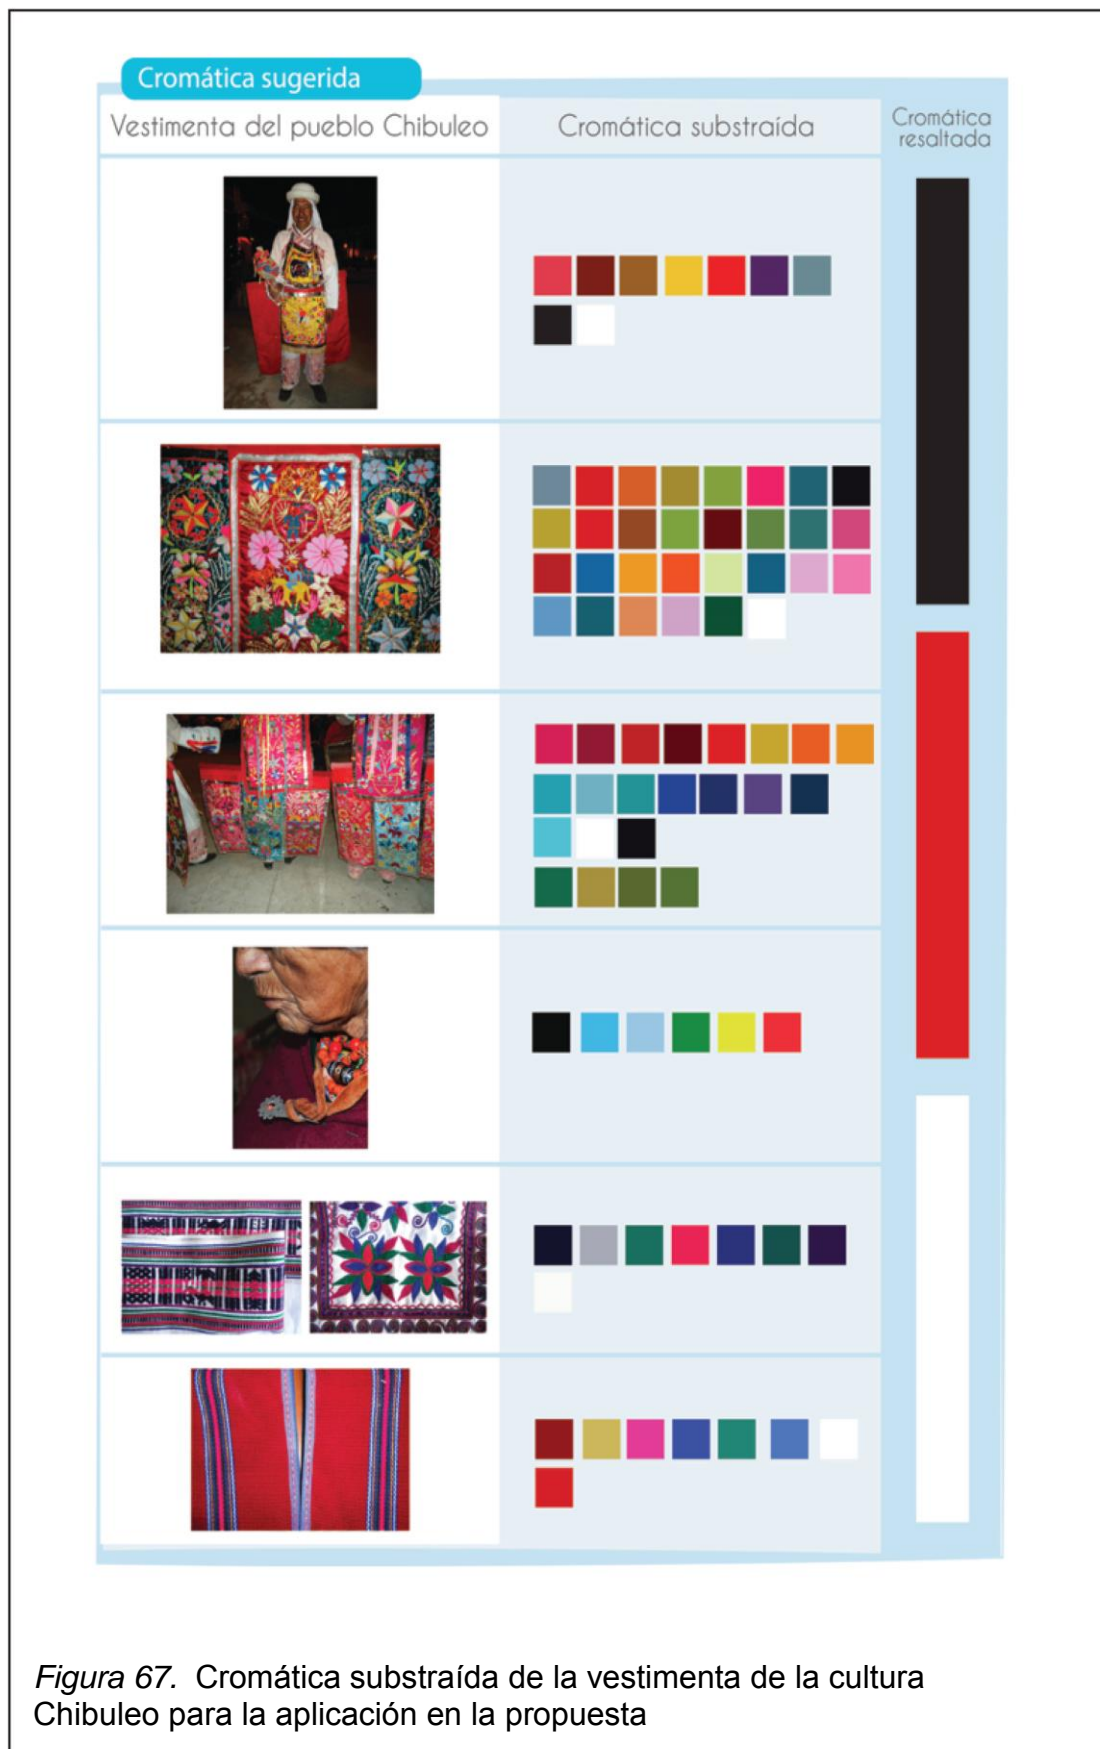 Cromática sugerida
Vestimenta del pueblo Chibuleo
Cromática substraída
Cromática
resaltada
Figura 67. Cromática substraída de la vestimenta de la cultura
Chibuleo para la aplicación en la propuesta